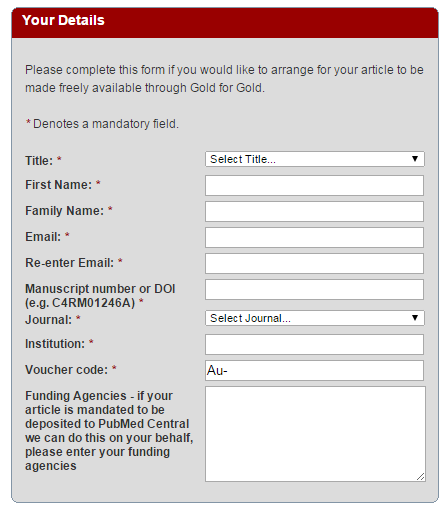 Your Details
Please complete this form if you would like to arrange for your article to be
made freely available through Gold for Gold.
* Denotes a mandatory field.
Title: * Select Title...
First Name: *
Family Name: *
Email: *
Re-enter Email: *
Manuscript number or DOI
(e.g. C4RM01246A) *
Journal: * Select Journal...
Institution: *
Voucher code: * Au-
Funding Agencies - if your
article is mandated to be
deposited to PubMed Central
we can do this on your behalf,
please enter your funding
agencies